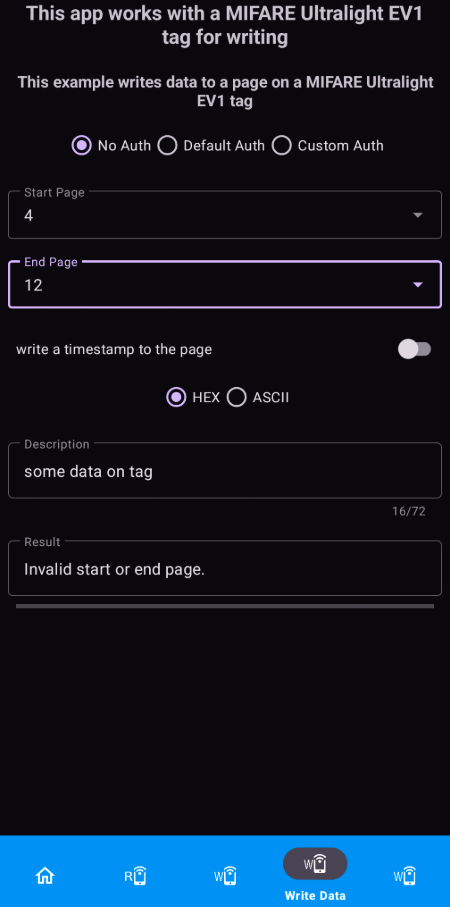 This app works with a MIFARE Ultralight EV1
tag for writing
This example writes data to a page on a MIFARE Ultralight
EV1 tag
No Auth Default Auth Custom Auth
Start Page
4
End Page
12
write a timestamp to the page
HEX ASCII
Description
some data on tag
16/72
Result
Invalid start or end page.
R W W W
Write Data